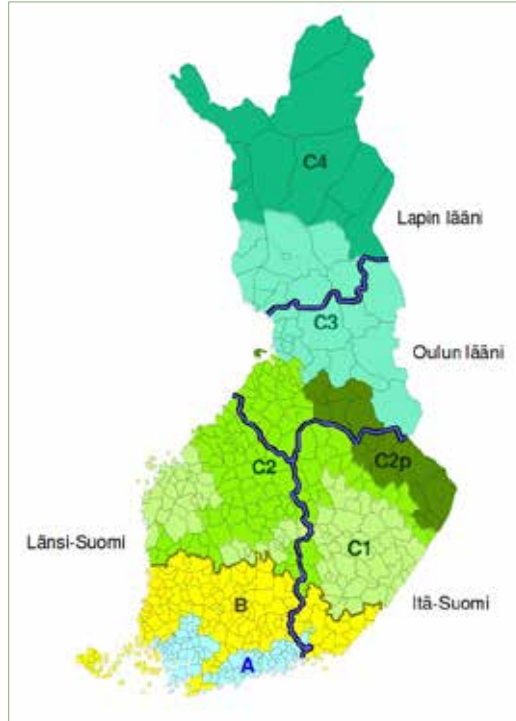 C4
Lapin lääni
C3
Oulun lääni
C2
C2p
Länsi-Suomi
C1
B
Itä-Suomi
A